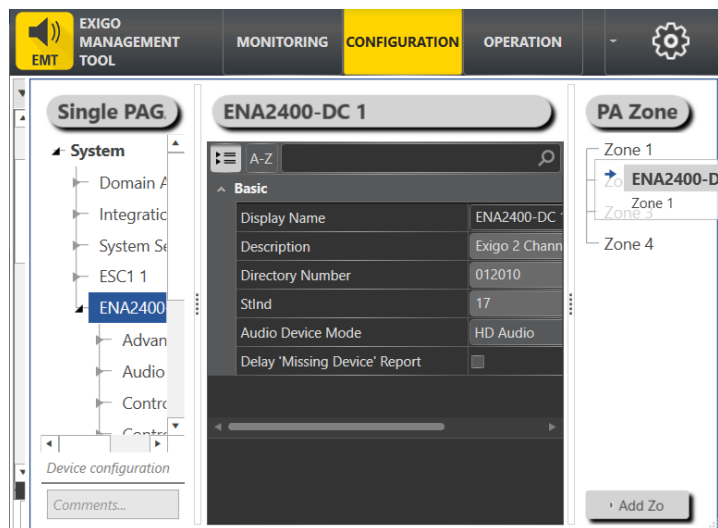 EXIGO
MANAGEMENT
TOOL
EMT
MONITORING
CONFIGURATION
OPERATION
Single PAG
System
Domain A
Integratic
System Se
ESC1 1
ENA2400-
Advan
Audio
Contro
Contro
Device configuration
Comments...
ENA2400-DC 1
A-Z
Basic
Display Name
ENA2400-DC 1
Description
Exigo 2 Chann
Directory Number
012010
StInd
17
Audio Device Mode
HD Audio
Delay 'Missing Device' Report
PA Zone
Zone 1
ENA2400-D
Zone 1
Zone 3
Zone 4
Add Zo